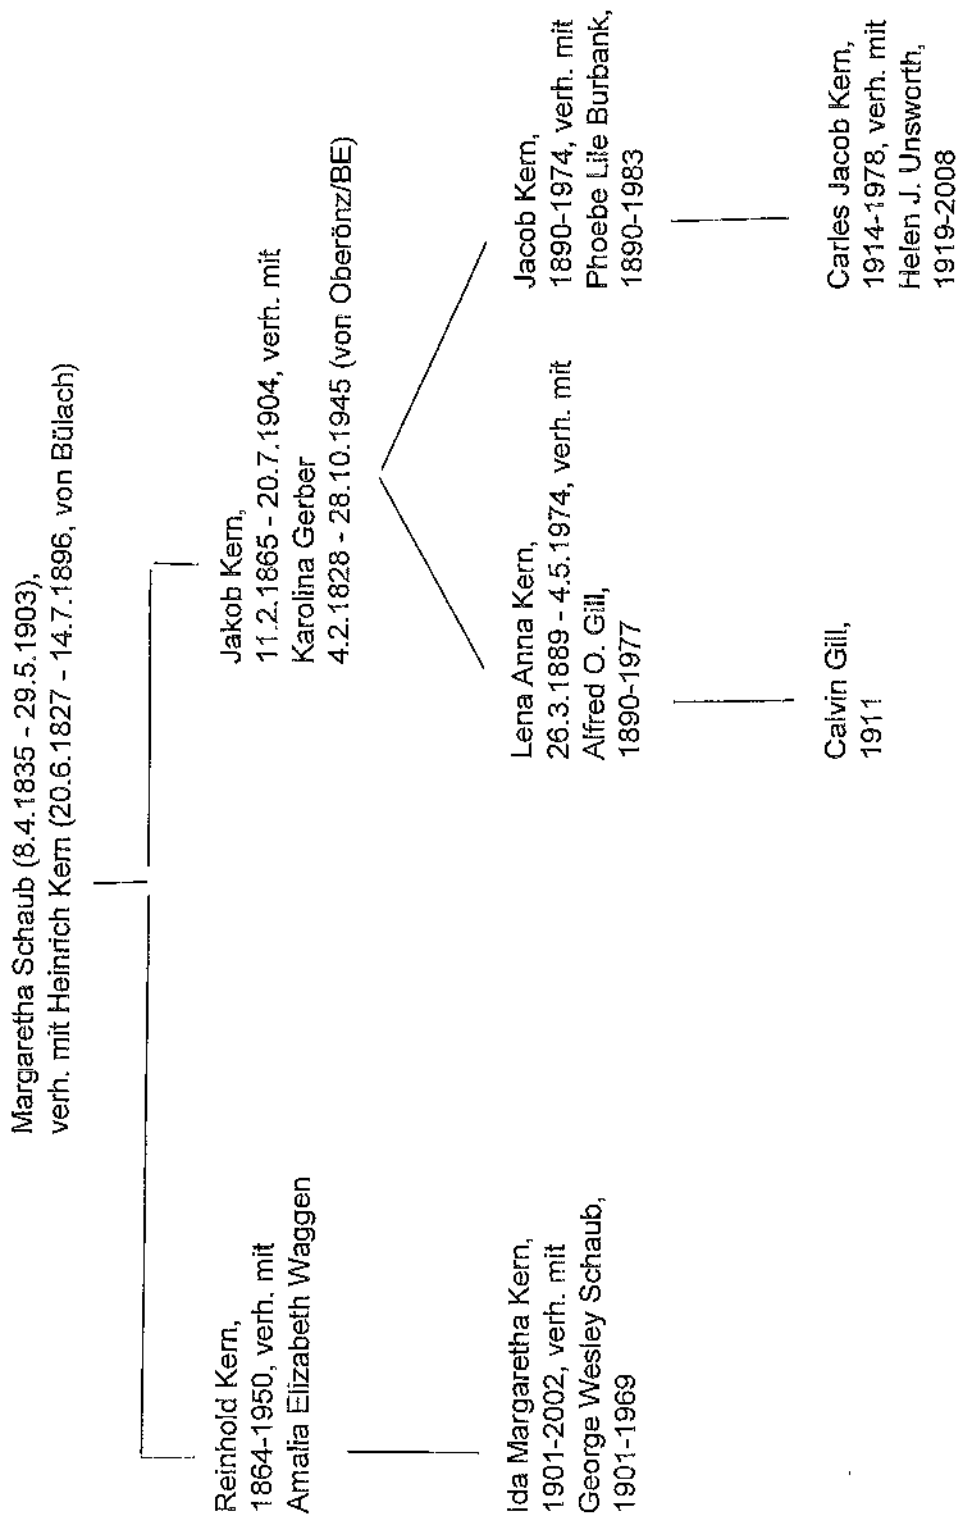 Margaretha Schaub (8.4.1835 - 29.5.1903),
verh. mit Heinrich Kern (20.6.1827 - 14.7.1896, von Bülach)
Reinhold Kern,
1864-1950, verh. mit
Amalia Elizabeth Waggen
Jakob Kern,
11.2.1865 - 20.7.1904, verh. mit
Karolina Gerber
4.2.1828 - 28.10.1945 (von Oberönz/BE)
Ida Margaretha Kern,
1901-2002, verh. mit
George Wesley Schaub,
1901-1969
Lena Anna Kern,
26.3.1889 - 4.5.1974, verh. mit
Alfred O. Gill,
1890-1977
Jacob Kern,
1890-1974, verh. mit
Phoebe Lile Burbank,
1890-1983
Calvin Gill,
1911
Carles Jacob Kern,
1914-1978, verh. mit
Helen J. Unsworth,
1919-2008